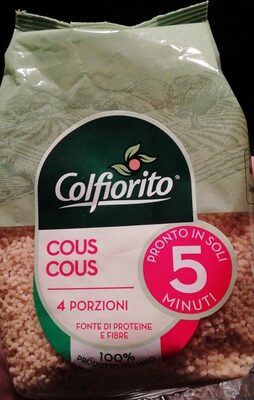 Colfiorito®
COUS
COUS
4 PORZIONI
FONTE DI PROTEINE
E FIBRE
100%
PRODOTTO ITALIANO
PRONTO IN SOLI
5
MINUTI